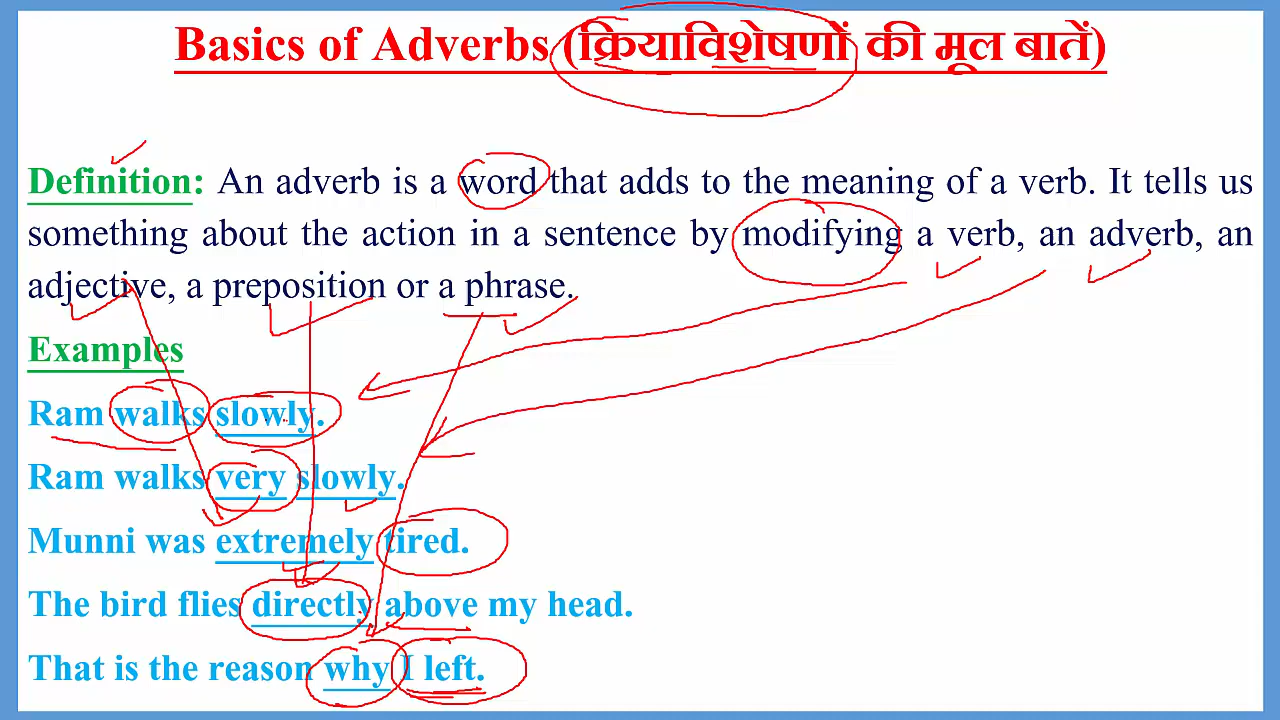 Basics of Adverbs (क्रियाविशेषणों की मूल बातें)
Definition: An adverb is a word that adds to the meaning of a verb. It tells us
something about the action in a sentence by modifying a verb, an adverb, an
adjective, a preposition or a phrase.
Examples
Ram walks slowly.
Ram walks very slowly.
Munni was extremely tired.
The bird flies directly above my head.
That is the reason why I left.